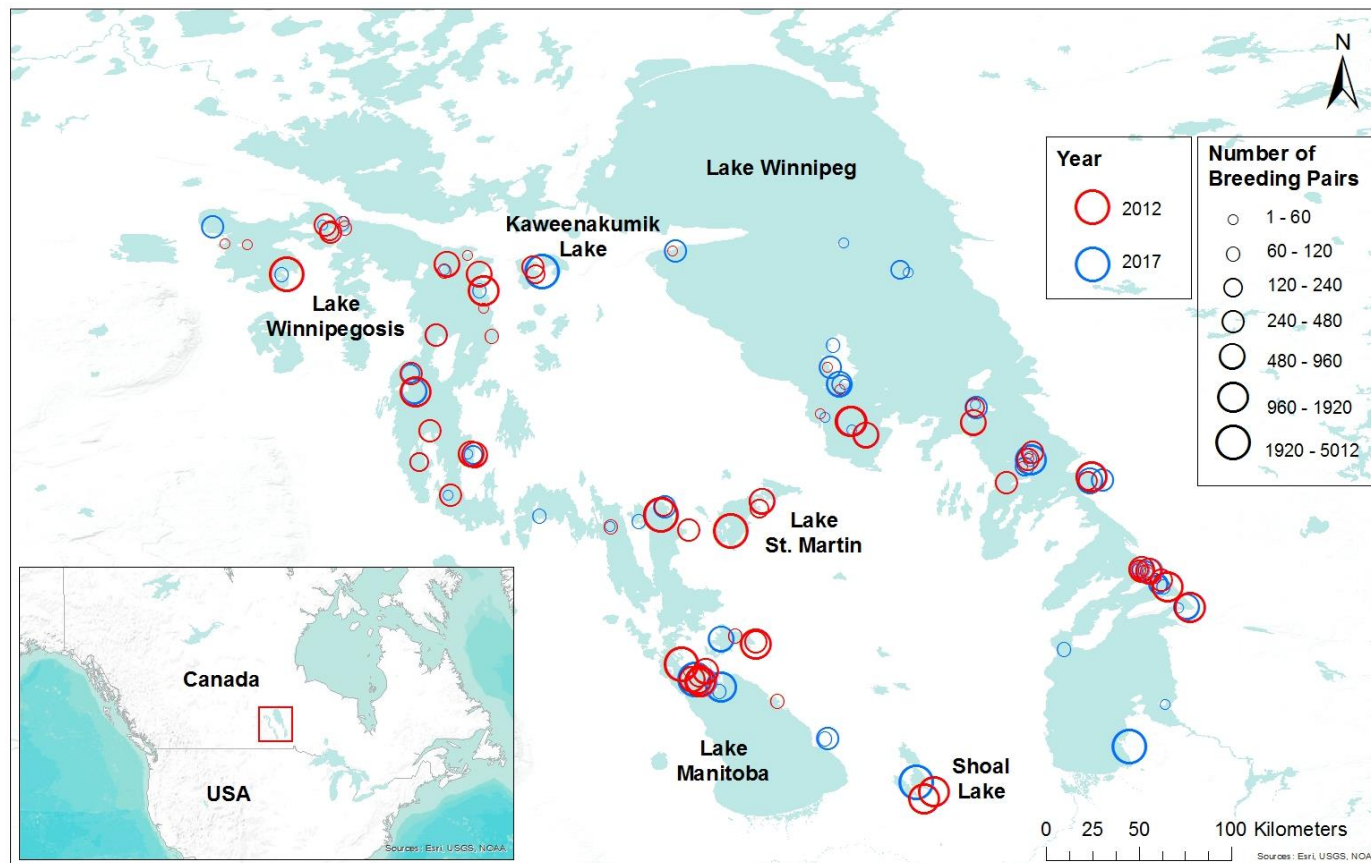 N
Lake Winnipeg
Kaweenakumik
Lake
Lake
Winnipegosis
Lake
St. Martin
Lake
Manitoba
Shoal
Lake
Year
2012
2017
Number of
Breeding Pairs
1 - 60
60 - 120
120 - 240
240 - 480
480 - 960
960 - 1920
1920 - 5012
Canada
USA
Sources: Esri, USGS, NOAA
0 25 50 100 Kilometers
Sources: Esri, USGS, NOA